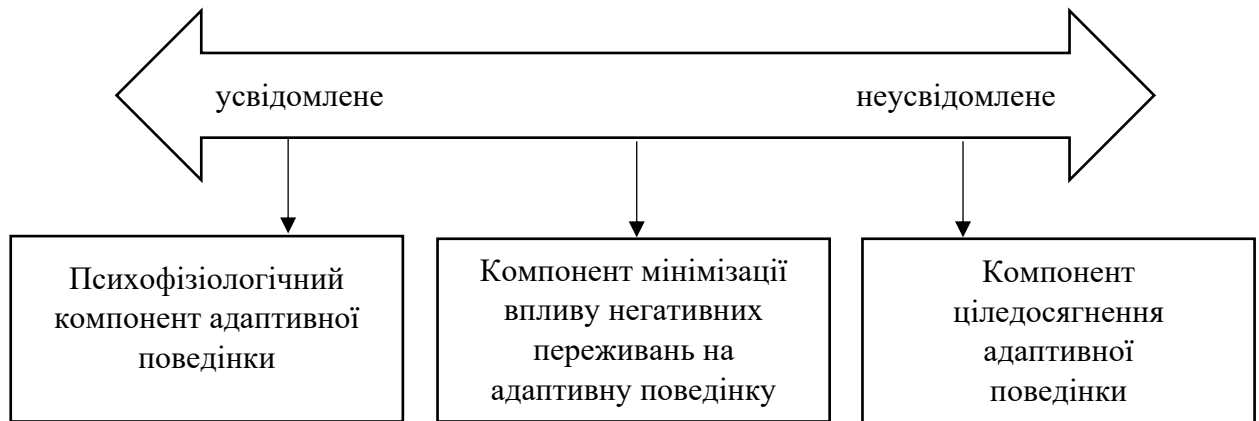 усвідомлене неусвідомлене
Психофізіологічний
компонент адаптивної
поведінки
Компонент мінімізації
впливу негативних
переживань на
адаптивну поведінку
Компонент
ціледосягнення
адаптивної
поведінки